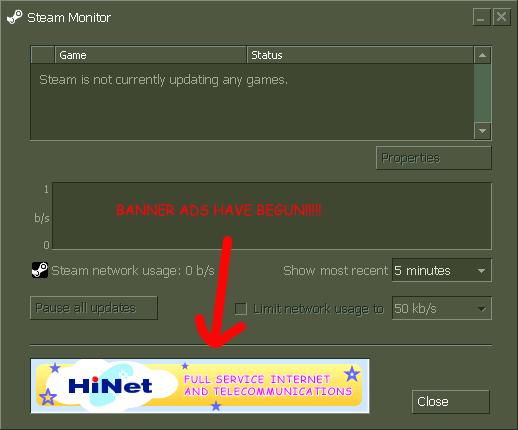 Steam Monitor
Game Status
Steam is not currently updating any games.
Properties
1
b/s
0
BANNER ADS HAVE BEGUN!!!!!!
Steam network usage: 0 b/s Show most recent 5 minutes
Pause all updates Limit network usage to 50 kb/s
HiNet
FULL SERVICE INTERNET
AND TELECOMMUNICATIONS
Close